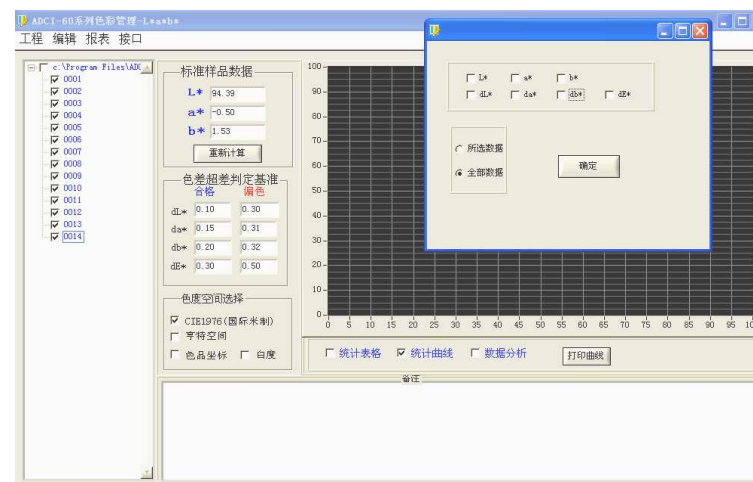 ADCI-60系列色彩管理-L*a*b*
工程 编辑 报表 接口
c:\Program Files\ADC
0001
0002
0003
0004
0005
0006
0007
0008
0009
0010
0011
0012
0013
0014
标准样品数据
L* 94.39
a* -0.50
b* 1.53
重新计算
色差超差判定基准
合格 偏色
dL* 0.10 0.30
da* 0.15 0.31
db* 0.20 0.32
dE* 0.30 0.50
色度空间选择
CIE1976(国际米制)
亨特空间
色品坐标 白度
100
90
80
70
60
50
40
30
20
10
0
0 5 10 15 20 25 30 35 40 45 50 55 60 65 70 75 80 85 90 95 10
L* a* b*
dL* da* db* dE*
所选数据
全部数据
确定
统计表格 统计曲线 数据分析 打印曲线
备注